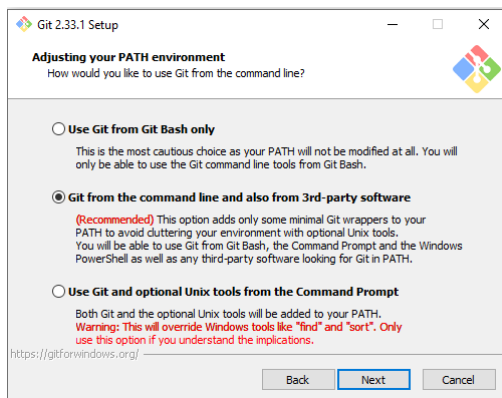 Git 2.33.1 Setup
Adjusting your PATH environment
How would you like to use Git from the command line?
Use Git from Git Bash only
This is the most cautious choice as your PATH will not be modified at all. You will
only be able to use the Git command line tools from Git Bash.
Git from the command line and also from 3rd-party software
(Recommended) This option adds only some minimal Git wrappers to your
PATH to avoid cluttering your environment with optional Unix tools.
You will be able to use Git from Git Bash, the Command Prompt and the Windows
PowerShell as well as any third-party software looking for Git in PATH.
Use Git and optional Unix tools from the Command Prompt
Both Git and the optional Unix tools will be added to your PATH.
Warning: This will override Windows tools like "find" and "sort". Only
use this option if you understand the implications.
https://gitforwindows.org/
Back
Next
Cancel